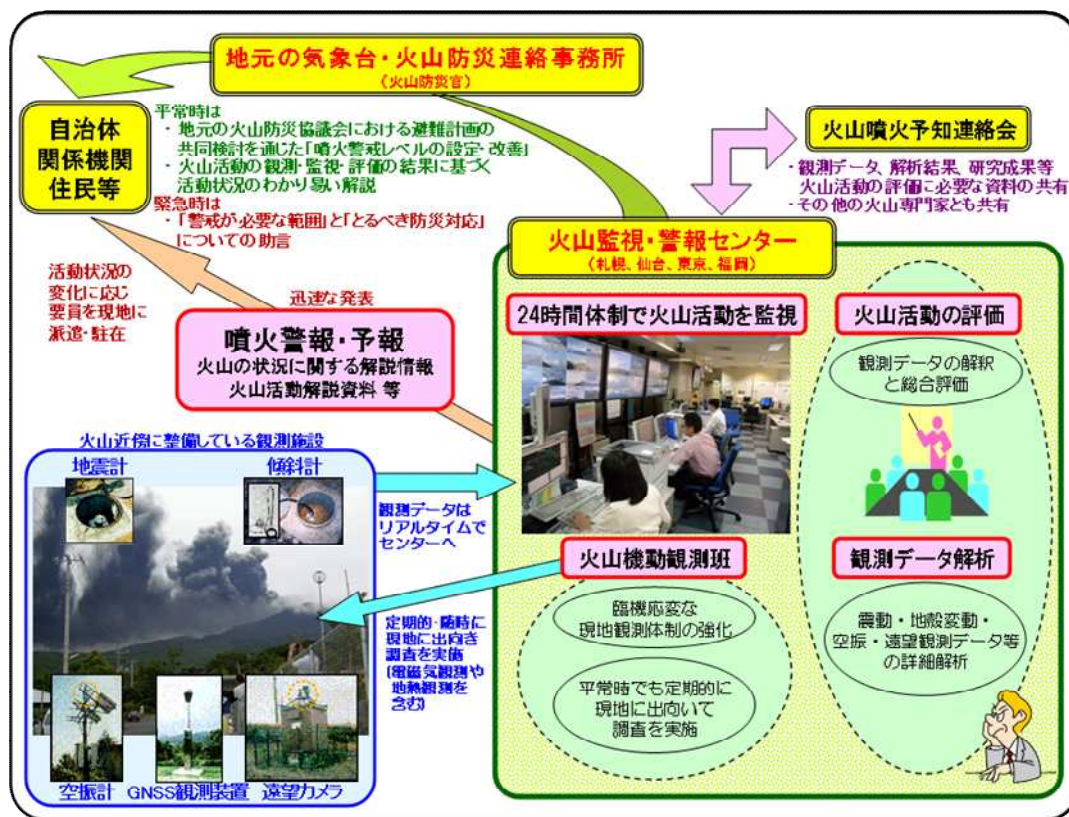 地元の気象台・火山防災連絡事務所
(火山防災官)
自治体
関係機関
住民等
平常時は
・地元の火山防災協議会における避難計画の
共同検討を通じた「噴火警戒レベルの設定・改善」
・火山活動の観測・監視・評価の結果に基づく
活動状況のわかり易い解説
緊急時は
・「警戒が必要な範囲」と「とるべき防災対応」
についての助言
火山噴火予知連絡会
・観測データ、解析結果、研究成果等
火山活動の評価に必要な資料の共有
・その他の火山専門家とも共有
活動状況の
変化に応じ
要員を現地に
派遣・駐在
迅速な発表
噴火警報・予報
火山の状況に関する解説情報
火山活動解説資料 等
火山監視・警報センター
(札幌、仙台、東京、福岡)
24時間体制で火山活動を監視
火山活動の評価
観測データの解釈
と総合評価
火山近傍に整備している観測施設
地震計
傾斜計
観測データは
リアルタイムで
センターへ
火山機動観測班
臨機応変な
現地観測体制の強化
平常時でも定期的に
現地に出向いて
調査を実施
観測データ解析
震動・地殻変動・
空振・遠望観測データ等
の詳細解析
定期的・随時に
現地に出向き
調査を実施
(電磁気観測や
地熱観測を
含む)
空振計
GNSS観測装置
遠望カメラ